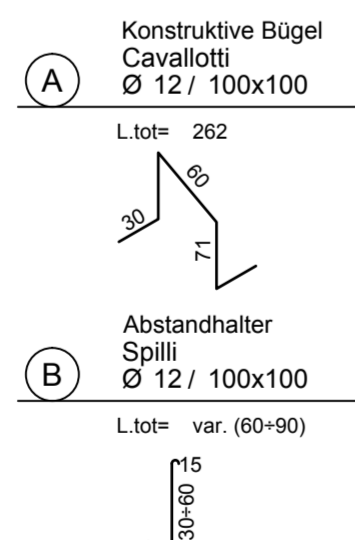 A
Konstruktive Bügel
Cavallotti
Ø 12 / 100x100
L.tot= 262
60
30
71
B
Abstandhalter
Spilli
Ø 12 / 100x100
L.tot= var. (60÷90)
15
30÷60